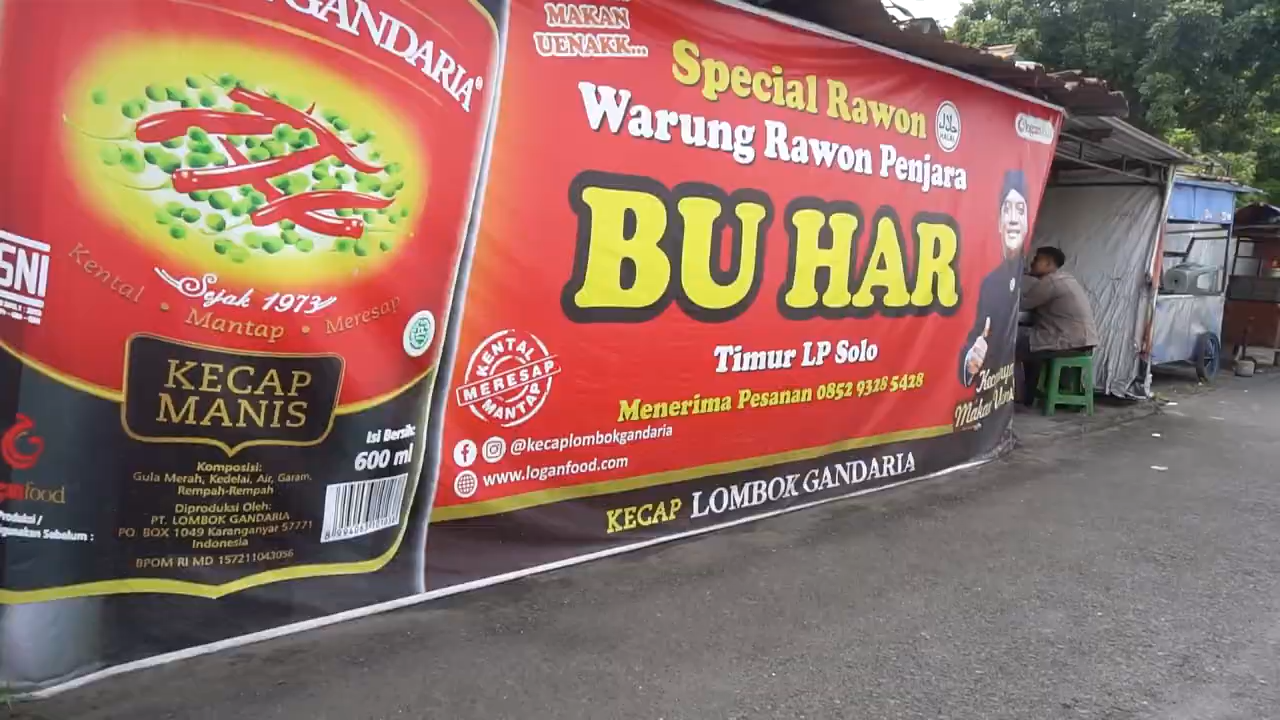 GANDARIA®
SNI
Kental • Mantap • Meresap
Sejak 1973
KECAP
MANIS
Isi Bersih:
600 ml
Komposisi:
Gula Merah, Kedelai, Air, Garam,
Rempah-Rempah
Diproduksi Oleh:
PT. LOMBOK GANDARIA
PO. BOX 1049 Karanganyar 57771
Indonesia
BPOM RI MD 157211043056
food
Sebelum :
MAKAN
UENAKK...
Special Rawon
HALAL
Warung Rawon Penjara
BU HAR
Timur LP Solo
Menerima Pesanan 0852 9328 5428
KENTAL
MERESAP
MANTAP
@kecaplombokgandaria
www.loganfood.com
KECAP LOMBOK GANDARIA